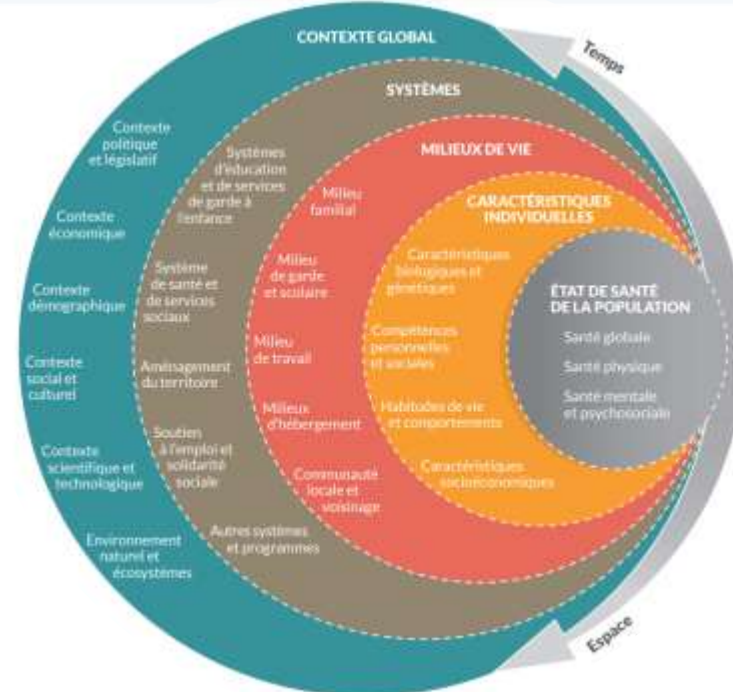 CONTEXTE GLOBAL
Contexte
politique
et législatif
Contexte
économique
Contexte
démographique
Contexte
social et
culturel
Contexte
scientifique et
technologique
Environnement
naturel et
écosystèmes
SYSTÈMES
Systèmes
d'éducation
et de services
de garde à
l'enfance
Système
de santé et
de services
sociaux
Aménagement
du territoire
Soutien
à l'emploi et
solidarité
sociale
Autres systèmes
et programmes
MILIEUX DE VIE
Milieu
familial
Milieu
de garde
et scolaire
Milieu
de travail
Milieux
d'hébergement
Communauté
locale et
voisinage
CARACTÉRISTIQUES
INDIVIDUELLES
Caractéristiques
biologiques et
génétiques
Compétences
personnelles
et sociales
Habitudes de vie
et comportements
Caractéristiques
socioéconomiques
ÉTAT DE SANTÉ
DE LA POPULATION
Santé globale
Santé physique
Santé mentale
et psychosociale
Temps
Espace